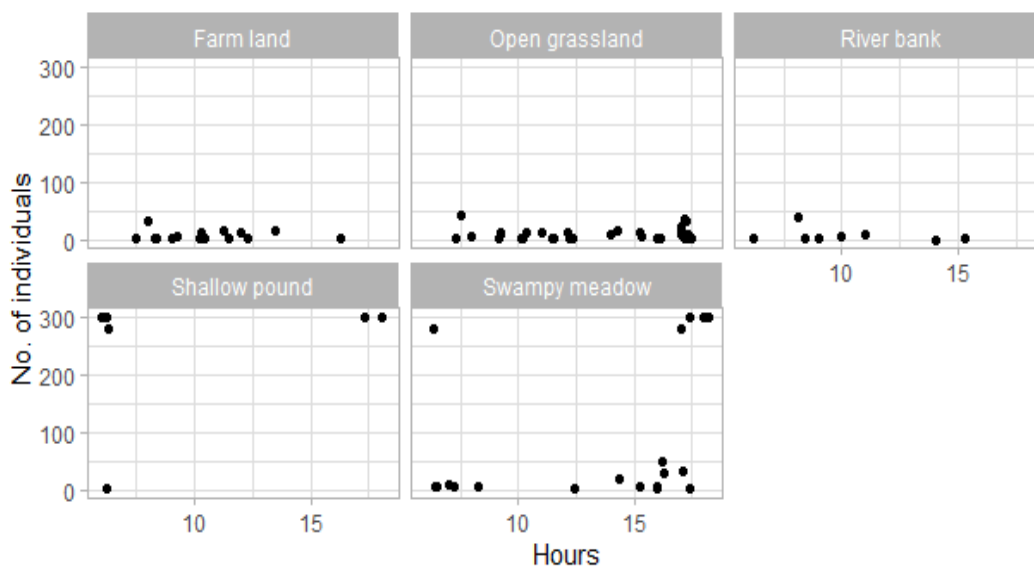 Farm land
Open grassland
River bank
300
200
100
0
10
15
Shallow pound
Swampy meadow
300
200
100
0
10
15
10
15
No. of individuals
Hours